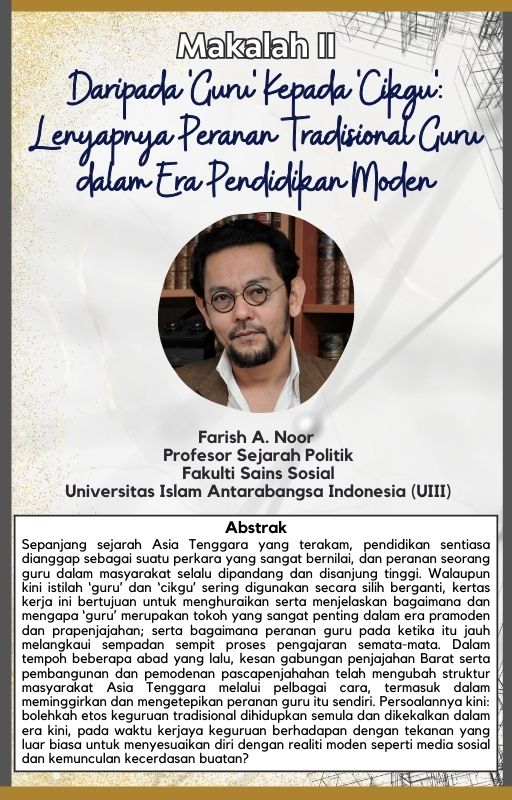 Makalah II
Daripada 'Guru' Kepada 'Cikgu':
Lenyapnya Peranan Tradisional Guru
dalam Era Pendidikan Moden
Farish A. Noor
Profesor Sejarah Politik
Fakulti Sains Sosial
Universitas Islam Antarabangsa Indonesia (UIII)
Abstrak
Sepanjang sejarah Asia Tenggara yang terakam, pendidikan sentiasa
dianggap sebagai suatu perkara yang sangat bernilai, dan peranan seorang
guru dalam masyarakat selalu dipandang dan disanjung tinggi. Walaupun
kini istilah 'guru' dan 'cikgu' sering digunakan secara silih berganti, kertas
kerja ini bertujuan untuk menghuraikan serta menjelaskan bagaimana dan
mengapa 'guru' merupakan tokoh yang sangat penting dalam era pramoden
dan prapenjajahan; serta bagaimana peranan guru pada ketika itu jauh
melangkaui sempadan sempit proses pengajaran semata-mata. Dalam
tempoh beberapa abad yang lalu, kesan gabungan penjajahan Barat serta
pembangunan dan pemodenan pascapenjahahan telah mengubah struktur
masyarakat Asia Tenggara melalui pelbagai cara, termasuk dalam
meminggirkan dan mengetepikan peranan guru itu sendiri. Persoalannya kini:
bolehkah etos keguruan tradisional dihidupkan semula dan dikekalkan dalam
era kini, pada waktu kerjaya keguruan berhadapan dengan tekanan yang
luar biasa untuk menyesuaikan diri dengan realiti moden seperti media sosial
dan kemunculan kecerdasan buatan?